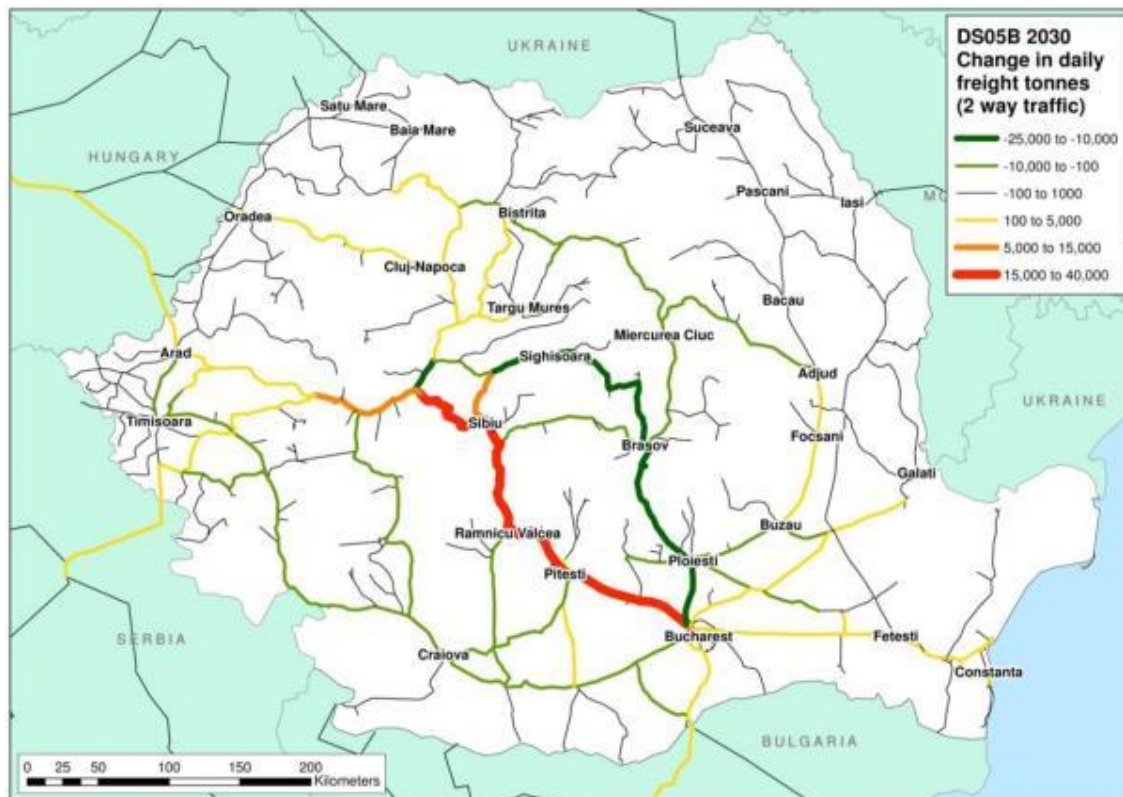 UKRAINE
DS05B 2030
Change in daily
freight tonnes
(2 way traffic)
-25,000 to -10,000
-10,000 to -100
-100 to 1000
100 to 5,000
5,000 to 15,000
15,000 to 40,000
Satu Mare
Baia Mare
Suceava
HUNGARY
Pascani
Iasi
MO
Oradea
Bistrita
Cluj-Napoca
Targu Mures
Bacau
Miercurea Ciuc
Arad
Sighisoara
Adjud
UKRAINE
Timisoara
Sibiu
Focsani
Brasov
Galati
Ramnicu Valcea
Buzau
Ploiesti
Pitesti
SERBIA
Bucharest
Fetesti
Craiova
Constanta
BULGARIA
0 25 50 100 150 200
Kilometers